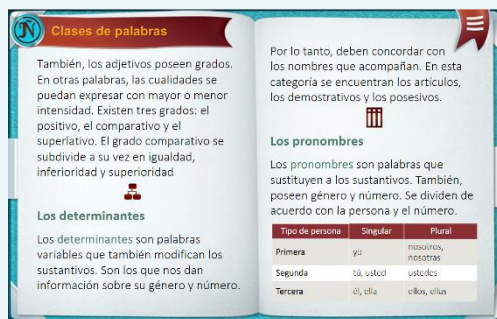 N
Clases de palabras
También, los adjetivos poseen grados.
En otras palabras, las cualidades se
puedan expresar con mayor o menor
intensidad. Existen tres grados: el
positivo, el comparativo y el
superlativo. El grado comparativo se
subdivide a su vez en igualdad,
inferioridad y superioridad
Los determinantes
Los determinantes son palabras
variables que también modifican los
sustantivos. Son los que nos dan
información sobre su género y número.
Por lo tanto, deben concordar con
los nombres que acompañan. En esta
categoría se encuentran los artículos,
los demostrativos y los posesivos.
Los pronombres
Los pronombres son palabras que
sustituyen a los sustantivos. También,
poseen género y número. Se dividen de
acuerdo con la persona y el número.
Tipo de persona Singular Plural
Primera yo nosotros,
nosotras
Segunda tú, usted ustedes
Tercera él, ella ellos, ellas